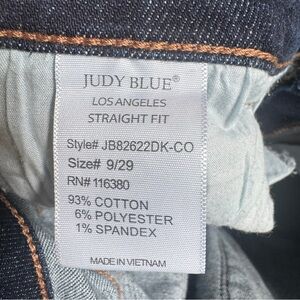 JUDY BLUE®
LOS ANGELES
STRAIGHT FIT
Style# JB82622DK-CO
Size# 9/29
RN# 116380
93% COTTON
6% POLYESTER
1% SPANDEX
MADE IN VIETNAM